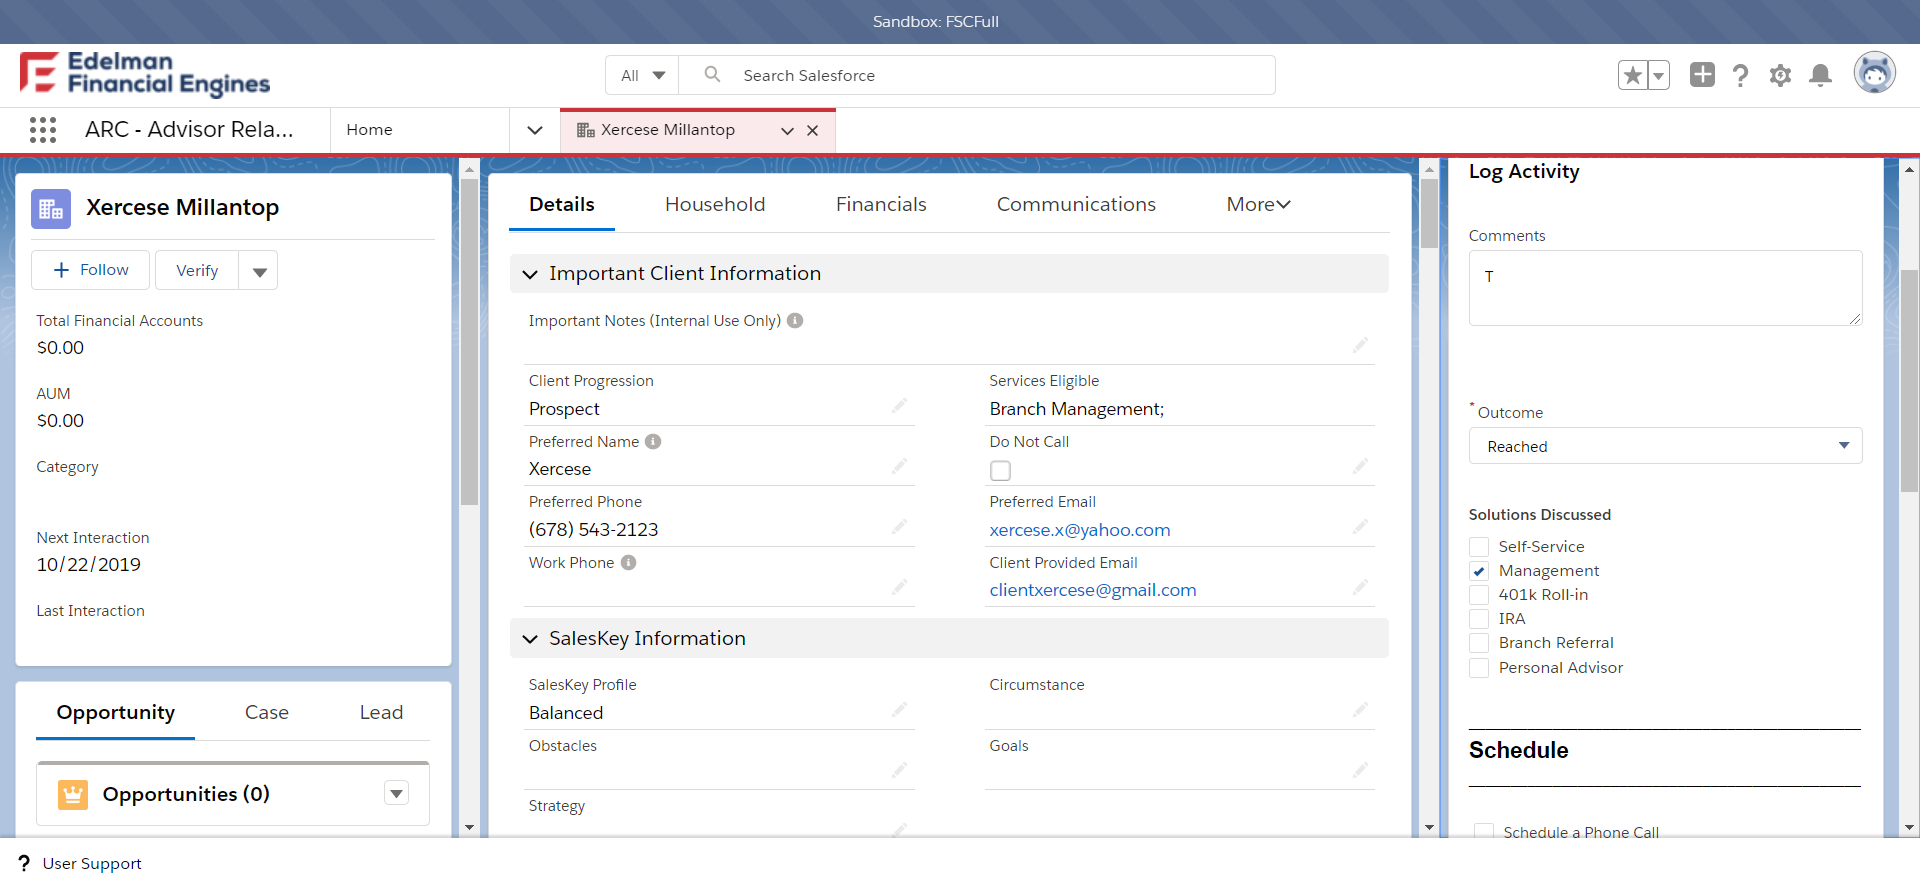 Sandbox: FSCFull
Edelman
Financial Engines
All
Search Salesforce
ARC - Advisor Rela...
Home
Xercese Millantop
Xercese Millantop
Follow
Verify
Total Financial Accounts
$0.00
AUM
$0.00
Category
Next Interaction
10/22/2019
Last Interaction
Opportunity Case Lead
Opportunities (0)
Details Household Financials Communications More
Important Client Information
Important Notes (Internal Use Only)
Client Progression
Prospect
Services Eligible
Branch Management;
Preferred Name
Xercese
Do Not Call
Preferred Phone
(678) 543-2123
Preferred Email
xercese.x@yahoo.com
Work Phone
Client Provided Email
clientxercese@gmail.com
SalesKey Information
SalesKey Profile
Balanced
Circumstance
Obstacles
Goals
Strategy
Log Activity
Comments
T
* Outcome
Reached
Solutions Discussed
Self-Service
Management
401k Roll-in
IRA
Branch Referral
Personal Advisor
Schedule
Schedule a Phone Call
? User Support